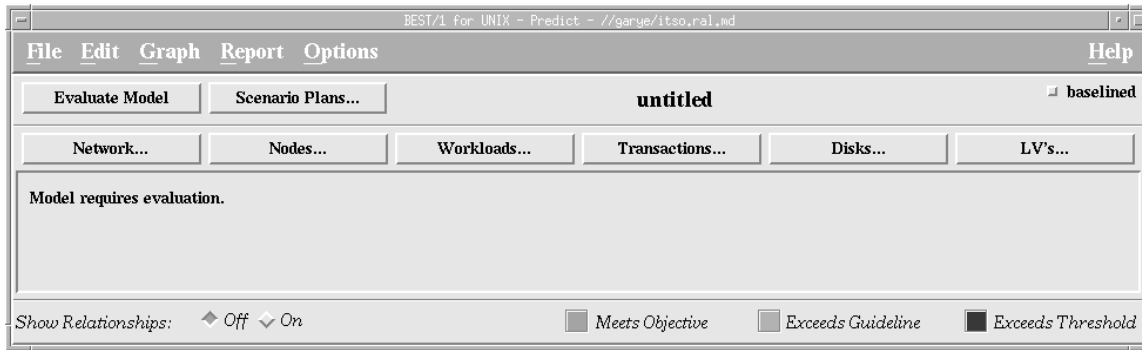 BEST/1 for UNIX - Predict - //garye/itso.ral.md
File Edit Graph Report Options Help
Evaluate Model Scenario Plans... untitled baselined
Network... Nodes... Workloads... Transactions... Disks... LV's...
Model requires evaluation.
Show Relationships: Off On Meets Objective Exceeds Guideline Exceeds Threshold